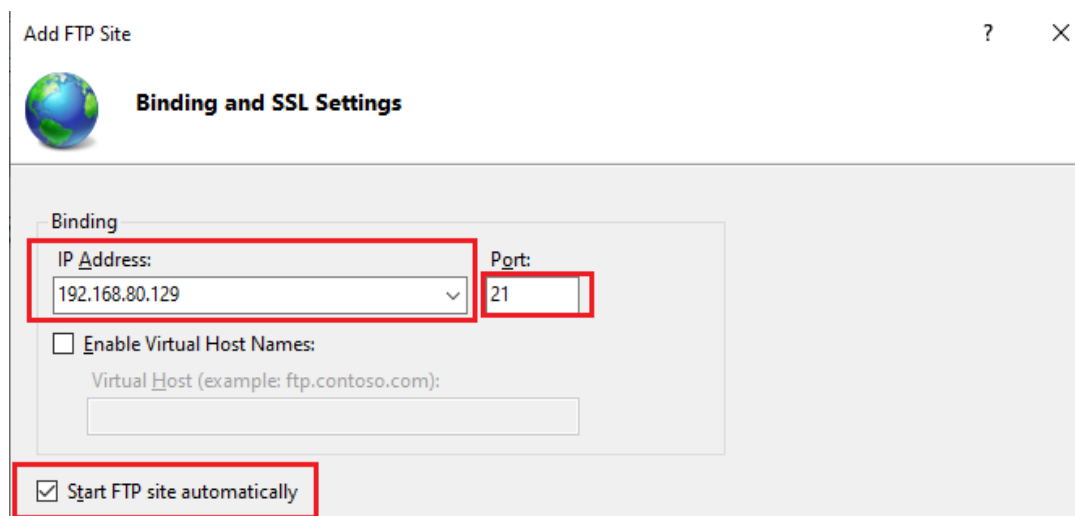 Add FTP Site ?
Binding and SSL Settings
Binding
IP Address: Port:
192.168.80.129 21
Enable Virtual Host Names:
Virtual Host (example: ftp.contoso.com):
Start FTP site automatically